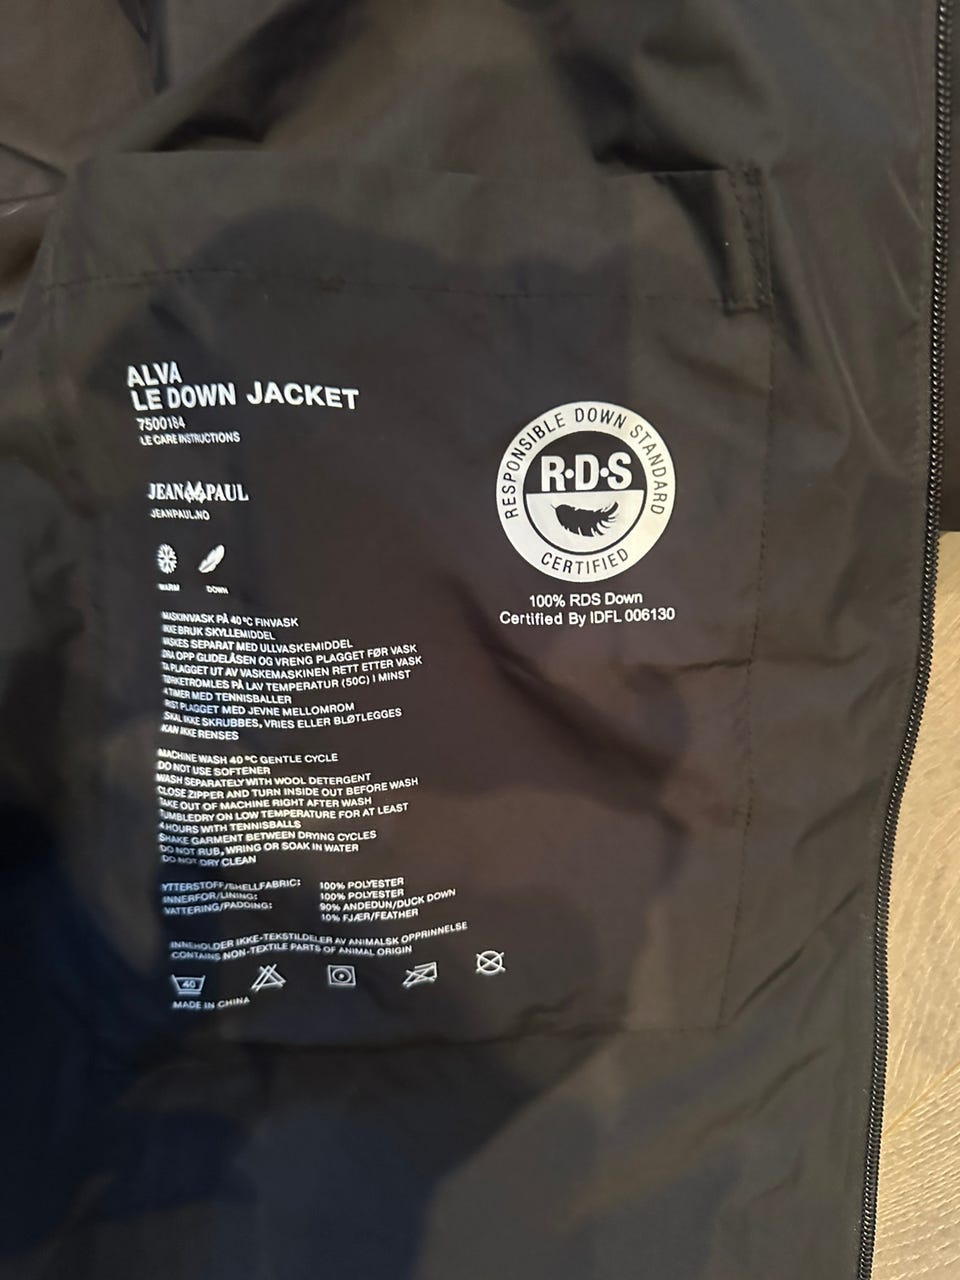 ALVA
LE DOWN JACKET
7500184
LE CARE INSTRUCTIONS
JEAN PAUL
JEANPAUL.NO
WARM DOWN
MASKINVASK PÅ 40 ºC FINVASK
IKKE BRUK SKYLLEMIDDEL
VASKES SEPARAT MED ULLVASKEMIDDEL
DRA OPP GLIDELÅSEN OG VRENG PLAGGET FØR VASK
TA PLAGGET UT AV VASKEMASKINEN RETT ETTER VASK
TØRKETROMLES PÅ LAV TEMPERATUR (50C) I MINST
4 TIMER MED TENNISBALLER
RIST PLAGGET MED JEVNE MELLOMROM
SKAL IKKE SKRUBBES, VRIES ELLER BLØTLEGGES
KAN IKKE RENSES
MACHINE WASH 40 ºC GENTLE CYCLE
DO NOT USE SOFTENER
WASH SEPARATELY WITH WOOL DETERGENT
CLOSE ZIPPER AND TURN INSIDE OUT BEFORE WASH
TAKE OUT OF MACHINE RIGHT AFTER WASH
TUMBLEDRY ON LOW TEMPERATURE FOR AT LEAST
4 HOURS WITH TENNISBALLS
SHAKE GARMENT BETWEEN DRYING CYCLES
DO NOT RUB, WRING OR SOAK IN WATER
DO NOT DRY CLEAN
YTTERSTOFF/SHELLFABRIC: 100% POLYESTER
INNERFOR/LINING: 100% POLYESTER
VATTERING/PADDING: 90% ANDEDUN/DUCK DOWN
10% FJÆR/FEATHER
INNEHOLDER IKKE-TEKSTILDELER AV ANIMALSK OPPRINNELSE
CONTAINS NON-TEXTILE PARTS OF ANIMAL ORIGIN
40
MADE IN CHINA
RESPONSIBLE DOWN STANDARD
R·D·S
CERTIFIED
100% RDS Down
Certified By IDFL 006130